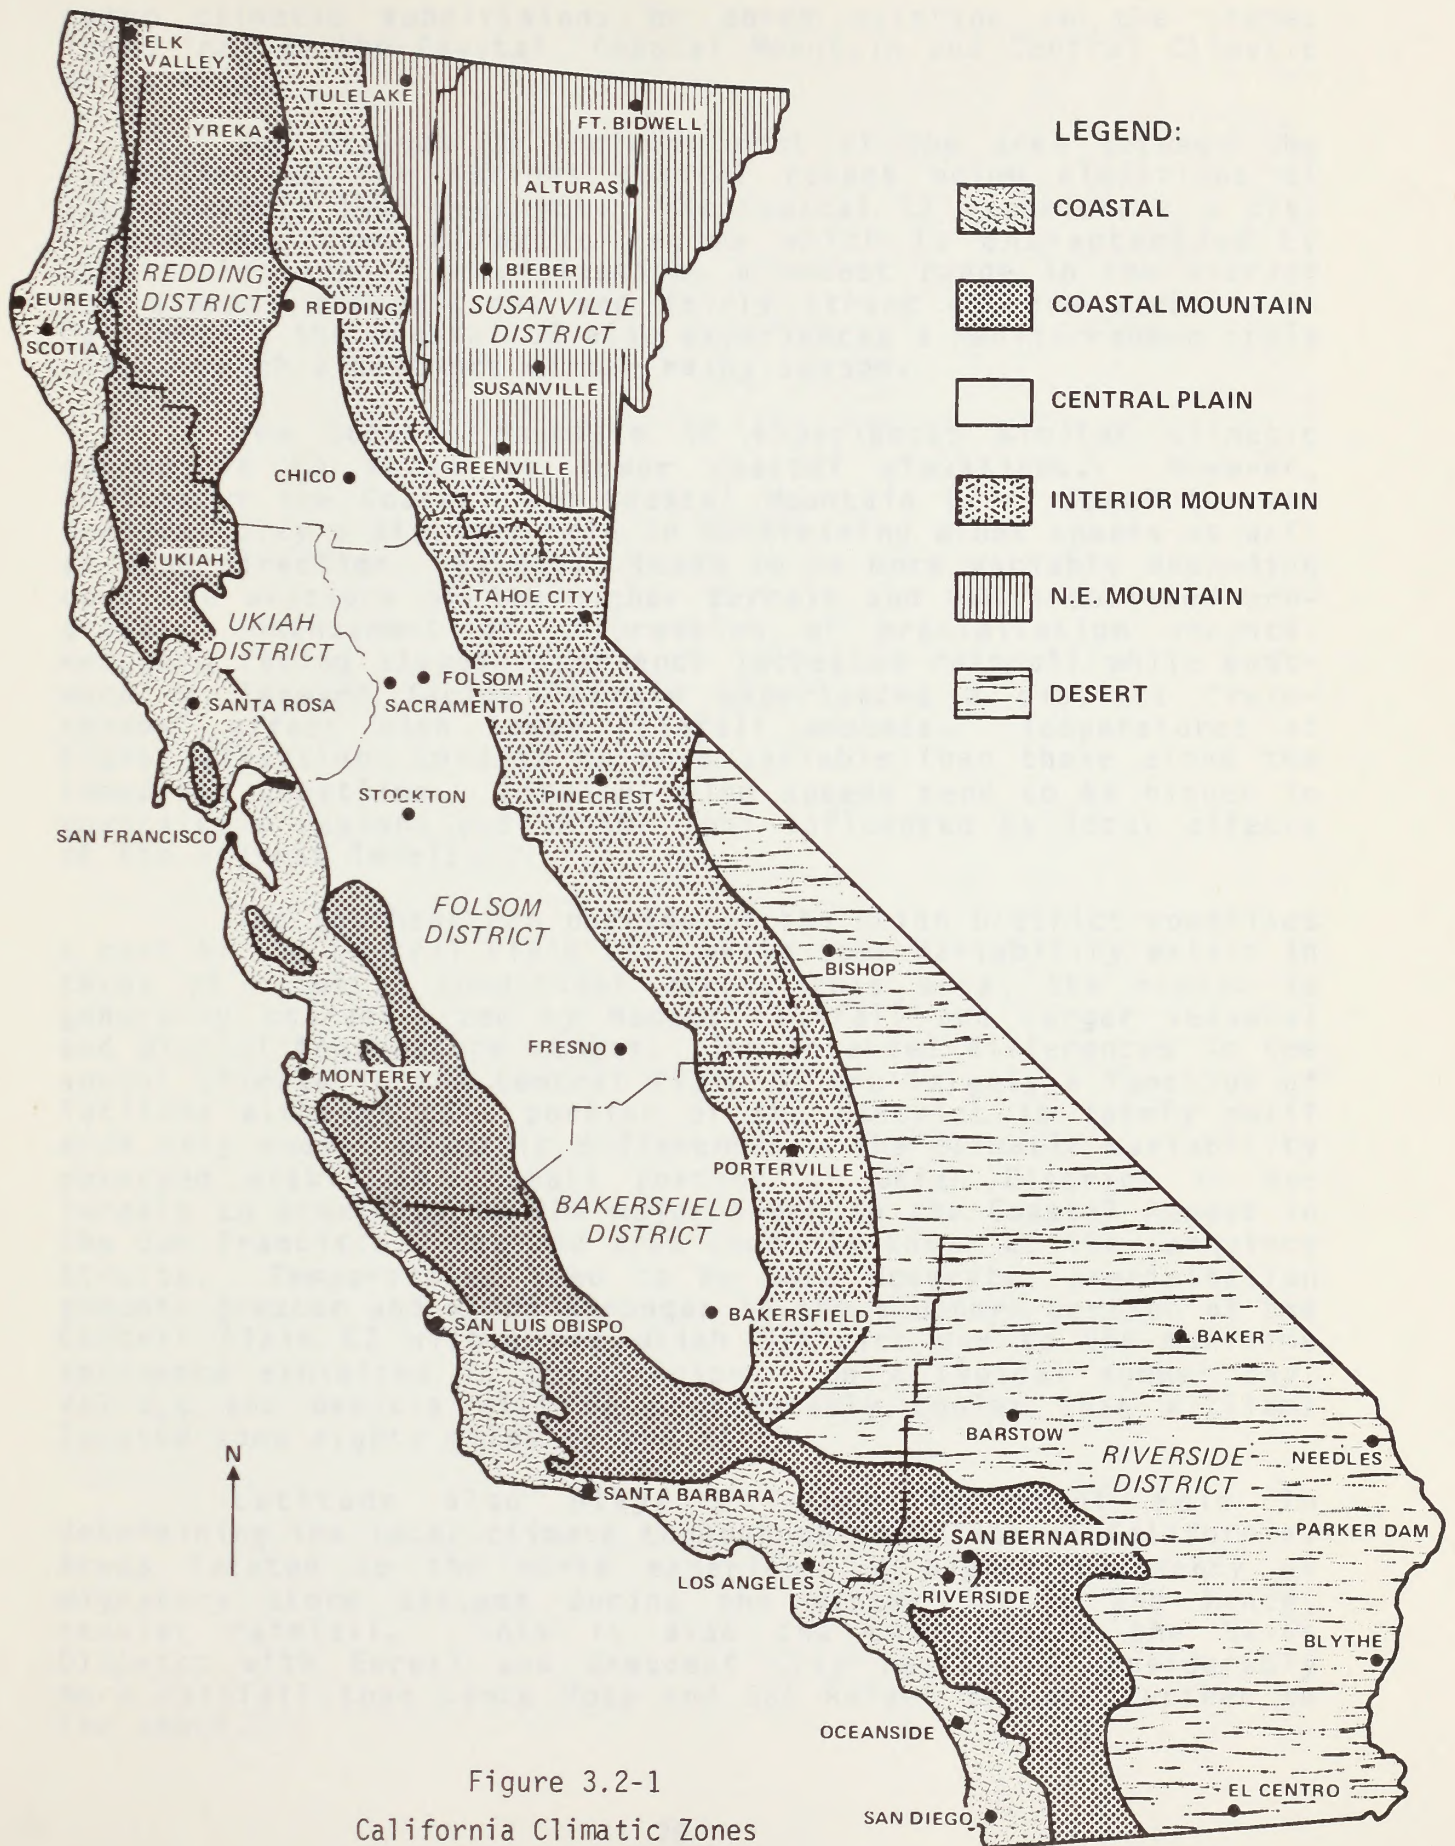 ELK
VALLEY
TULELAKE
YREKA
FT. BIDWELL
ALTURAS
BIEBER
REDDING
DISTRICT
SUSANVILLE
DISTRICT
EUREK
REDDING
SCOTIA
SUSANVILLE
GREENVILLE
CHICO
UKIAH
TAHOE CITY
UKIAH
DISTRICT
FOLSOM
SACRAMENTO
SANTA ROSA
PINECREST
STOCKTON
SAN FRANCISCO
FOLSOM
DISTRICT
BISHOP
FRESNO
MONTEREY
PORTERVILLE
BAKERSFIELD
DISTRICT
BAKERSFIELD
SAN LUIS OBISPO
BAKER
BARSTOW
RIVERSIDE
DISTRICT
NEEDLES
N
SANTA BARBARA
PARKER DAM
SAN BERNARDINO
LOS ANGELES
RIVERSIDE
BLYTHE
OCEANSIDE
EL CENTRO
SAN DIEGO
LEGEND:
COASTAL
COASTAL MOUNTAIN
CENTRAL PLAIN
INTERIOR MOUNTAIN
N.E. MOUNTAIN
DESERT
Figure 3.2-1
California Climatic Zones